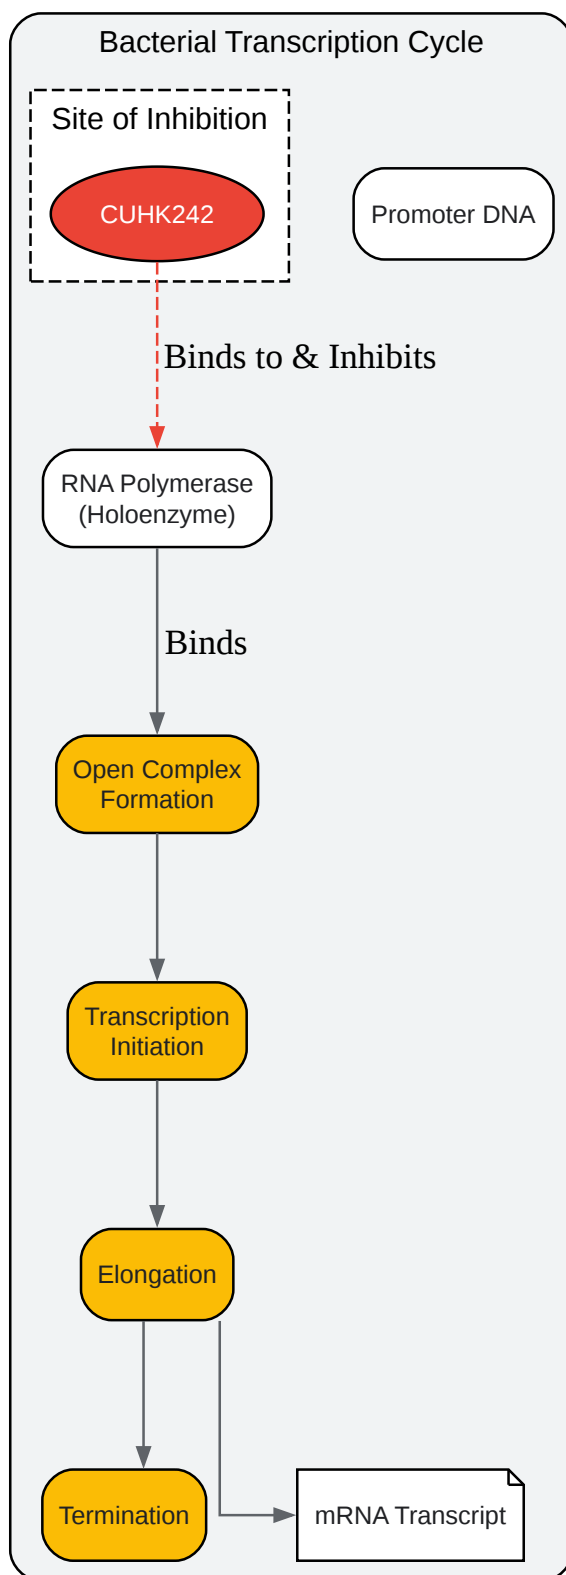 Bacterial Transcription Cycle
Site of Inhibition
CUHK242
Promoter DNA
Binds to & Inhibits
RNA Polymerase
(Holoenzyme)
Binds
Open Complex
Formation
Transcription
Initiation
Elongation
Termination
mRNA Transcript